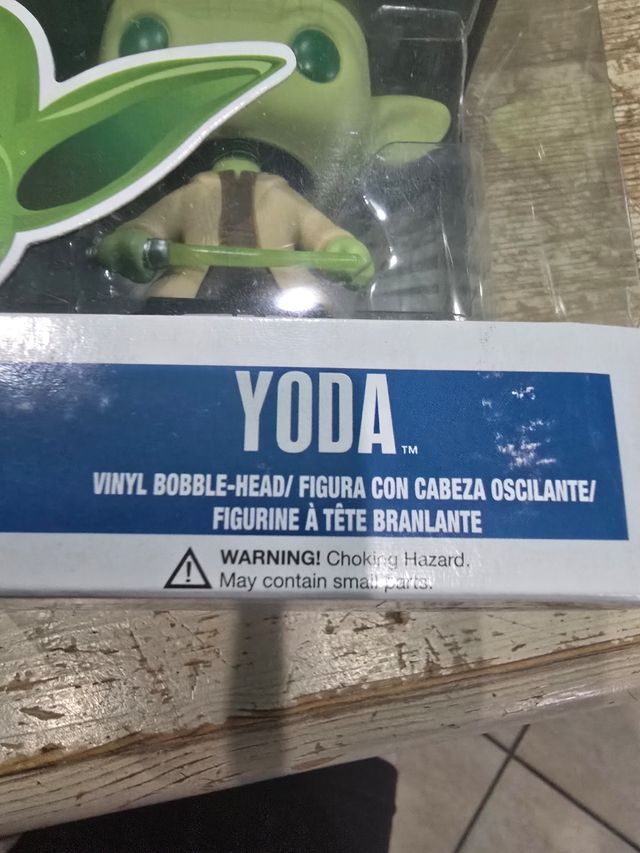 YODA™
VINYL BOBBLE-HEAD/ FIGURA CON CABEZA OSCILANTE/
FIGURINE À TÊTE BRANLANTE
WARNING! Choking Hazard.
May contain small parts.